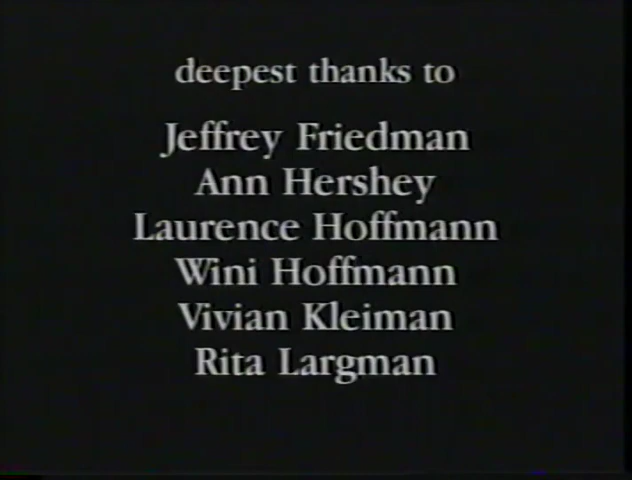 deepest thanks to
Jeffrey Friedman
Ann Hershey
Laurence Hoffmann
Wini Hoffmann
Vivian Kleiman
Rita Largman